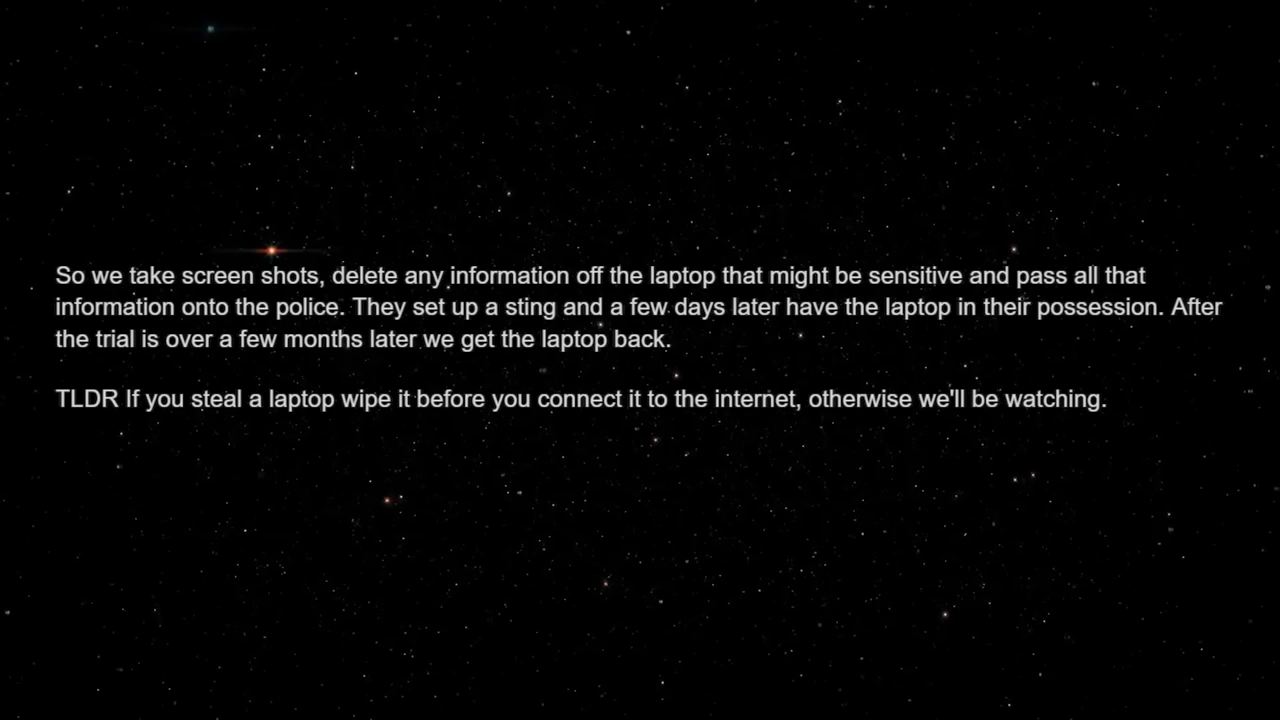 So we take screen shots, delete any information off the laptop that might be sensitive and pass all that
information onto the police. They set up a sting and a few days later have the laptop in their possession. After
the trial is over a few months later we get the laptop back.
TLDR If you steal a laptop wipe it before you connect it to the internet, otherwise we'll be watching.